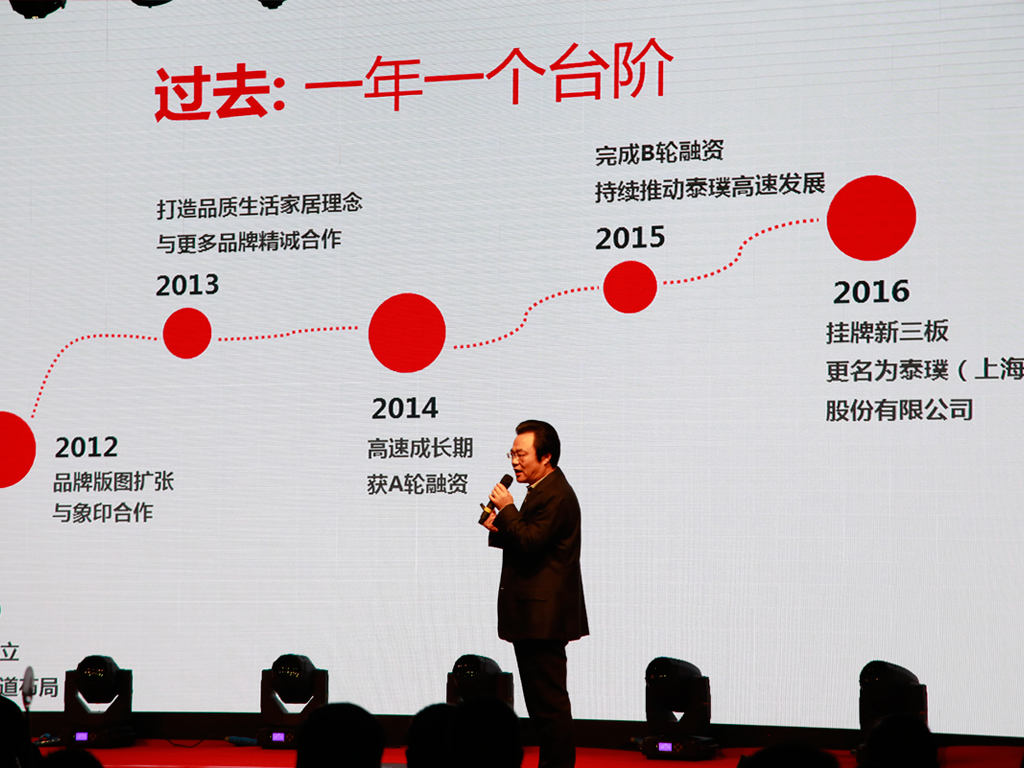 过去: 一年一个台阶
完成B轮融资
持续推动泰璞高速发展
2015
打造品质生活家居理念
与更多品牌精诚合作
2013
2016
挂牌新三板
更名为泰璞（上海
股份有限公司
2014
高速成长期
获A轮融资
2012
品牌版图扩张
与象印合作
立
道布局